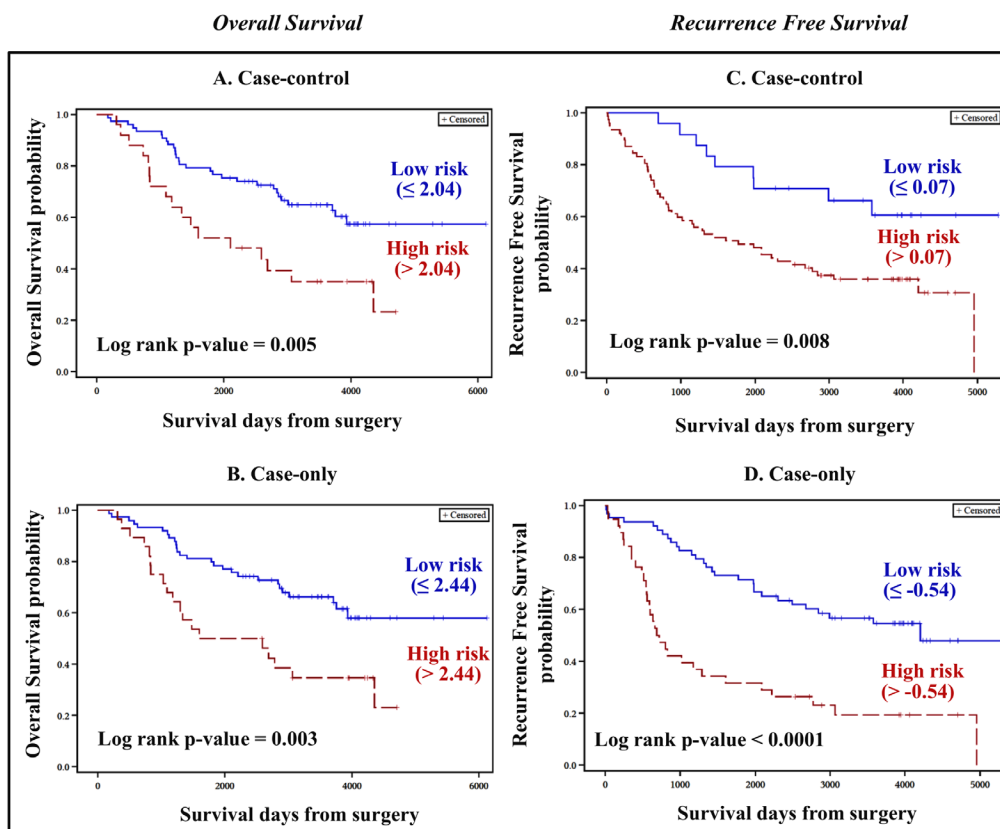 Overall Survival
Recurrence Free Survival
A. Case-control
Overall Survival probability
1.0
0.8
0.6
0.4
0.2
0.0
+ Censored
Low risk
(≤ 2.04)
High risk
(> 2.04)
Log rank p-value = 0.005
0
2000
4000
6000
Survival days from surgery
C. Case-control
Recurrence Free Survival
probability
1.0
0.8
0.6
0.4
0.2
0.0
+ Censored
Low risk
(≤ 0.07)
High risk
(> 0.07)
Log rank p-value = 0.008
0
1000
2000
3000
4000
5000
Survival days from surgery
B. Case-only
Overall Survival probability
1.0
0.8
0.6
0.4
0.2
0.0
+ Censored
Low risk
(≤ 2.44)
High risk
(> 2.44)
Log rank p-value = 0.003
0
2000
4000
6000
Survival days from surgery
D. Case-only
Recurrence Free Survival
probability
1.0
0.8
0.6
0.4
0.2
0.0
+ Censored
Low risk
(≤ -0.54)
High risk
(> -0.54)
Log rank p-value < 0.0001
0
1000
2000
3000
4000
5000
Survival days from surgery